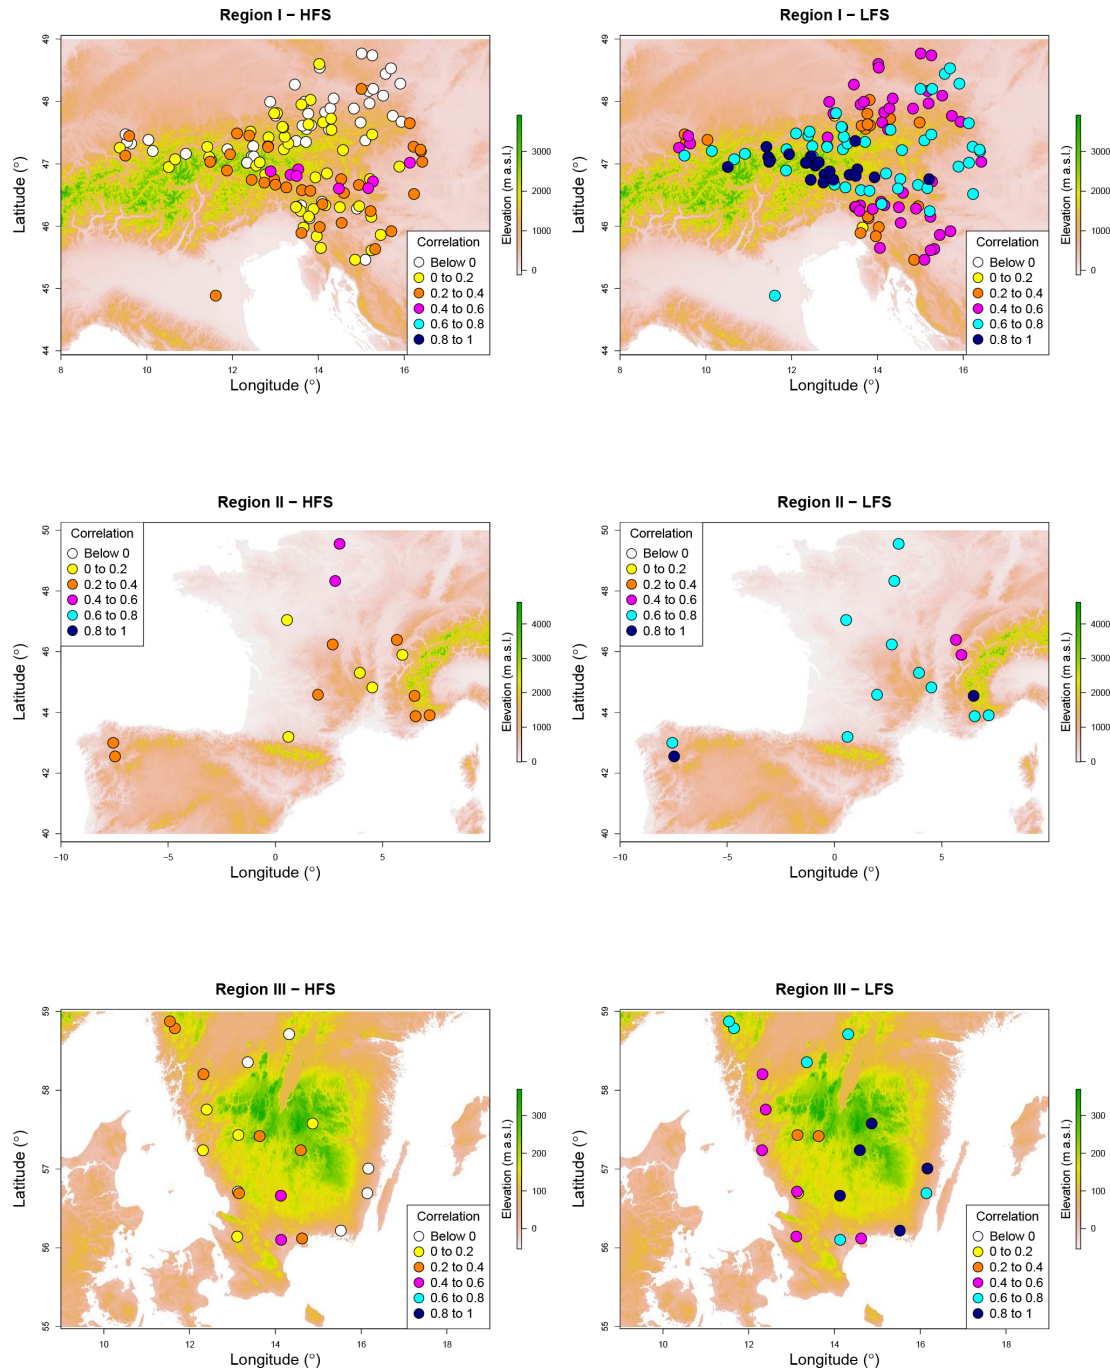 Region I − HFS
Latitude (°)
49
48
47
46
45
44
8
10
12
14
16
Longitude (°)
Correlation
Below 0
0 to 0.2
0.2 to 0.4
0.4 to 0.6
0.6 to 0.8
0.8 to 1
Elevation (m a.s.l.)
3000
2000
1000
0
Region I − LFS
Latitude (°)
49
48
47
46
45
44
8
10
12
14
16
Longitude (°)
Correlation
Below 0
0 to 0.2
0.2 to 0.4
0.4 to 0.6
0.6 to 0.8
0.8 to 1
Elevation (m a.s.l.)
3000
2000
1000
0
Region II − HFS
Latitude (°)
50
48
46
44
42
40
−10
−5
0
5
Longitude (°)
Correlation
Below 0
0 to 0.2
0.2 to 0.4
0.4 to 0.6
0.6 to 0.8
0.8 to 1
Elevation (m a.s.l.)
4000
3000
2000
1000
0
Region II − LFS
Latitude (°)
50
48
46
44
42
40
−10
−5
0
5
Longitude (°)
Correlation
Below 0
0 to 0.2
0.2 to 0.4
0.4 to 0.6
0.6 to 0.8
0.8 to 1
Elevation (m a.s.l.)
4000
3000
2000
1000
0
Region III − HFS
Latitude (°)
59
58
57
56
55
10
12
14
16
18
Longitude (°)
Correlation
Below 0
0 to 0.2
0.2 to 0.4
0.4 to 0.6
0.6 to 0.8
0.8 to 1
Elevation (m a.s.l.)
300
200
100
0
Region III − LFS
Latitude (°)
59
58
57
56
55
10
12
14
16
18
Longitude (°)
Correlation
Below 0
0 to 0.2
0.2 to 0.4
0.4 to 0.6
0.6 to 0.8
0.8 to 1
Elevation (m a.s.l.)
300
200
100
0